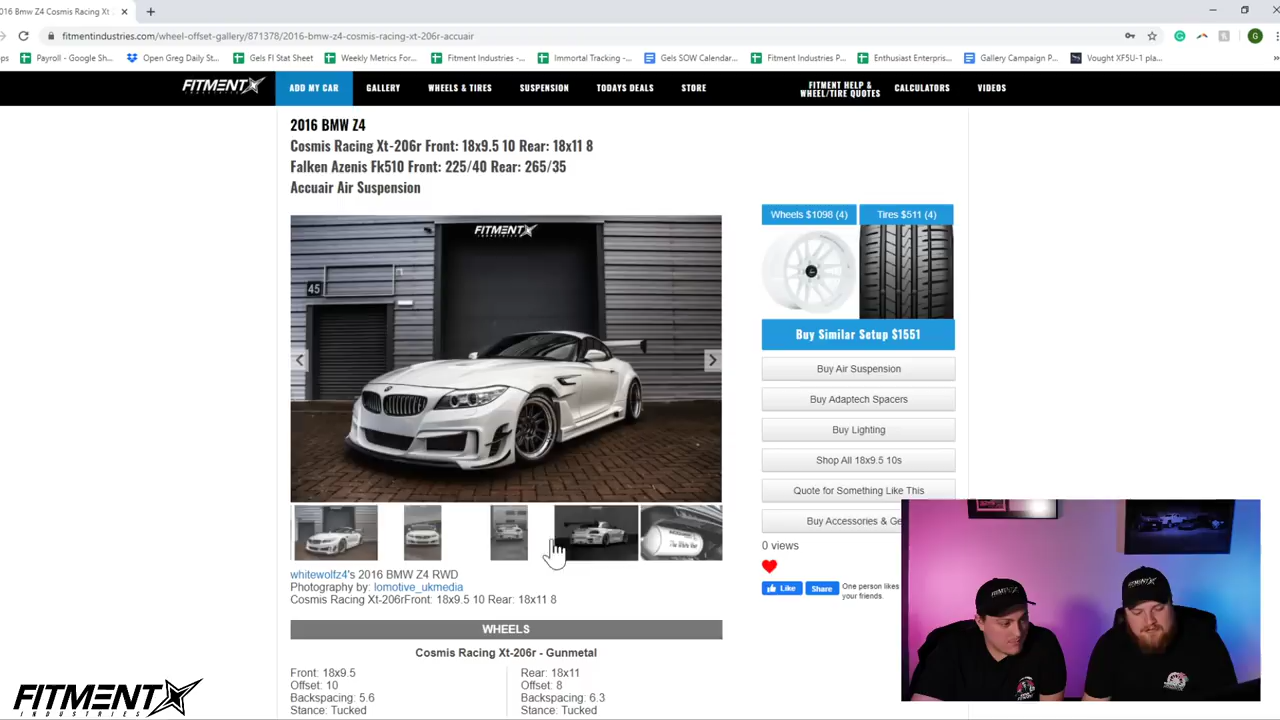 2016 Bmw Z4 Cosmis Racing Xt
fitmentindustries.com/wheel-offset-gallery/871378/2016-bmw-z4-cosmis-racing-xt-206r-accuair
G
ps
Payroll - Google Sh...
Greg Daily St...
Gels FI Stat Sheet
Weekly Metrics For...
Fitment Industries -...
Immortal Tracking -...
Gels SOW Calendar...
Fitment Industries P...
Enthusiast Enterpris...
Gallery Campaign P...
Vought XF5U-1 pla...
FITMENT
INDUSTRIES
ADD MY CAR
GALLERY
WHEELS & TIRES
SUSPENSION
TODAYS DEALS
STORE
FITMENT HELP &
WHEEL/TIRE QUOTES
CALCULATORS
VIDEOS
2016 BMW Z4
Cosmis Racing Xt-206r Front: 18x9.5 10 Rear: 18x11 8
Falken Azenis Fk510 Front: 225/40 Rear: 265/35
Accuair Air Suspension
FITMENT
INDUSTRIES
45
Wheels $1098 (4)
Tires $511 (4)
Buy Similar Setup $1551
Buy Air Suspension
Buy Adaptech Spacers
Buy Lighting
Shop All 18x9.5 10s
Quote for Something Like This
Buy Accessories & Ge
0 views
Like
Share
One person likes
your friends.
whitewolfz4's 2016 BMW Z4 RWD
Photography by: lomotive_ukmedia
Cosmis Racing Xt-206rFront: 18x9.5 10 Rear: 18x11 8
WHEELS
Cosmis Racing Xt-206r - Gunmetal
Front: 18x9.5
Offset: 10
Backspacing: 5.6
Stance: Tucked
Rear: 18x11
Offset: 8
Backspacing: 6.3
Stance: Tucked
FITMENT
INDUSTRIES